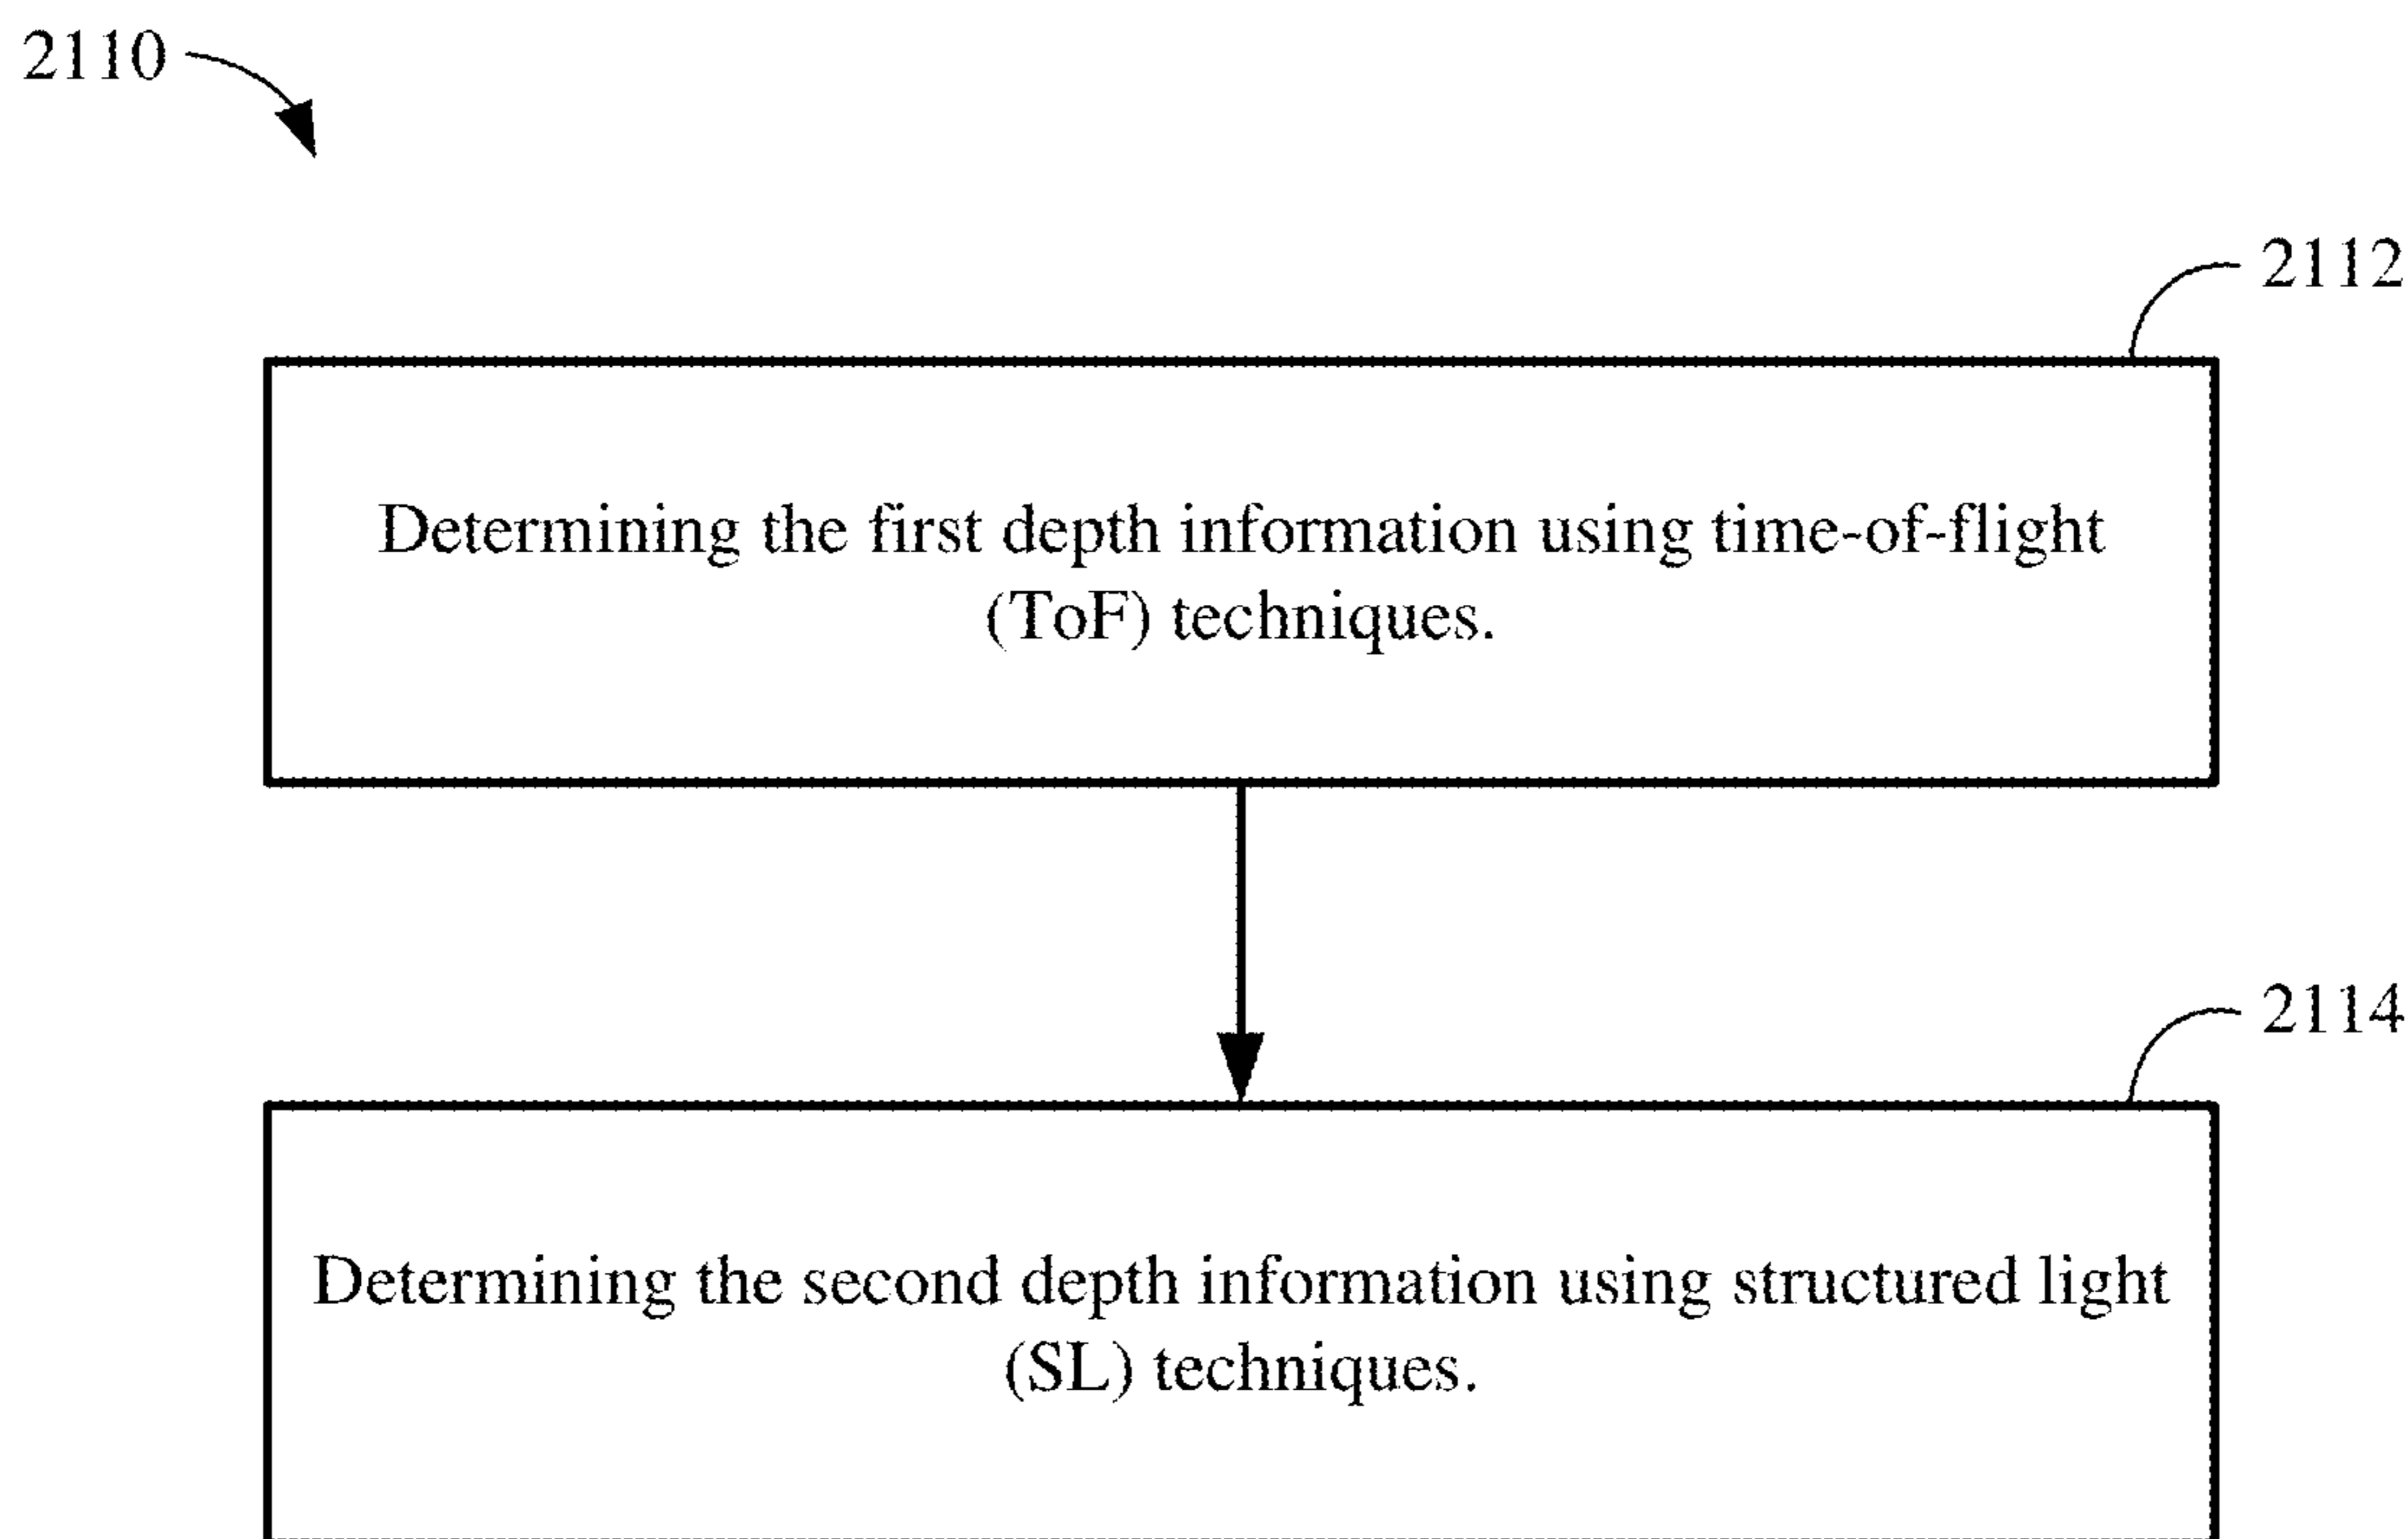 2110
2112
Determining the first depth information using time-of-flight
(ToF) techniques.
2114
Determining the second depth information using structured light
(SL) techniques.